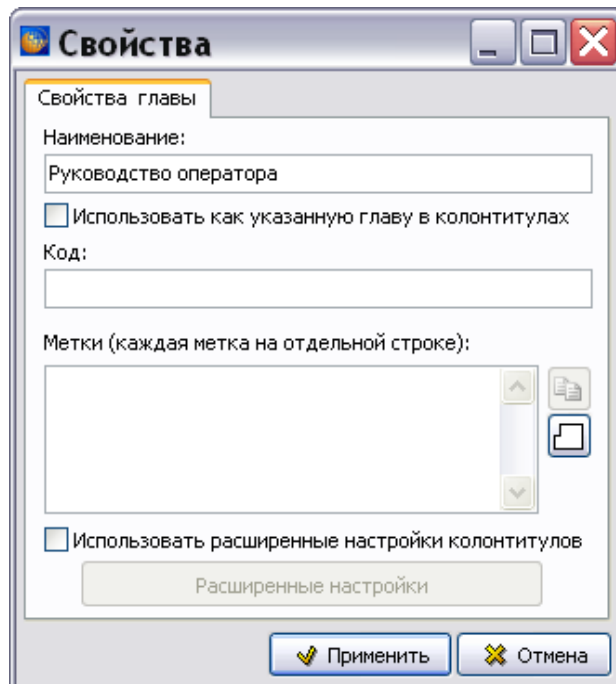 Свойства
Свойства главы
Наименование:
Руководство оператора
Использовать как указанную главу в колонтитулах
Код:
Метки (каждая метка на отдельной строке):
Использовать расширенные настройки колонтитулов
Расширенные настройки
Применить
Отмена